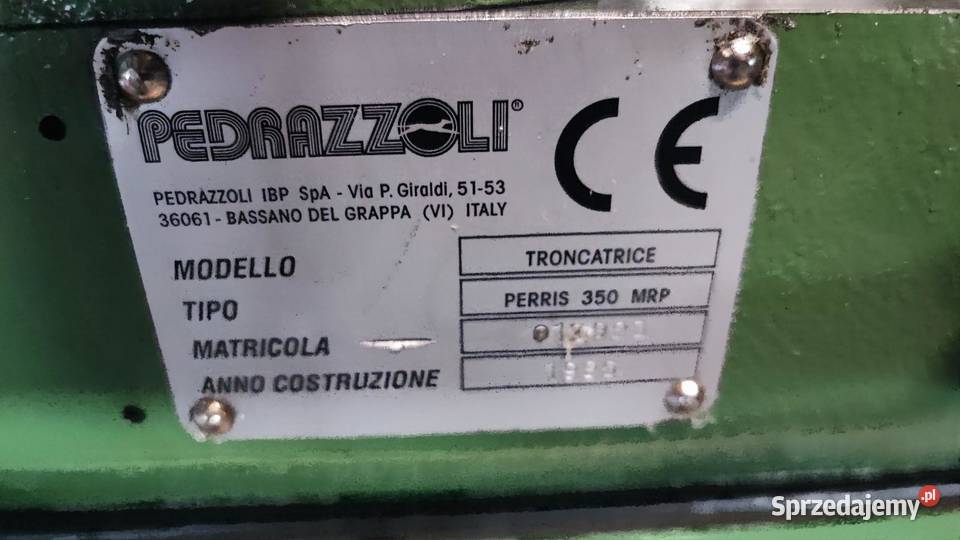 PEDRAZZOLI®
CE
PEDRAZZOLI IBP SpA - Via P. Giraldi, 51-53
36061 - BASSANO DEL GRAPPA (VI) ITALY
MODELLO TRONCATRICE
TIPO PERRIS 350 MRP
MATRICOLA
ANNO COSTRUZIONE
Sprzedajemy.pl